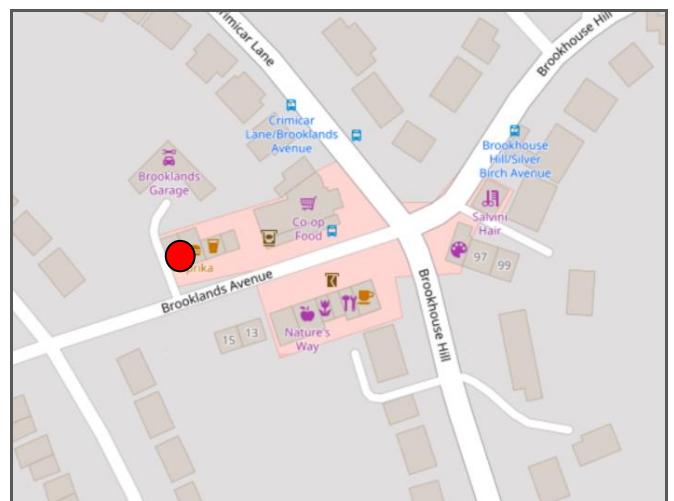 Crimicar Lane
Brookhouse Hill
Crimicar
Lane/Brooklands
Avenue
Brookhouse
Hill/Silver
Birch Avenue
Brooklands
Garage
Co-op
Food
Salvini
Hair
97
99
Brooklands Avenue
Brookhouse Hill
15
13
Nature's
Way